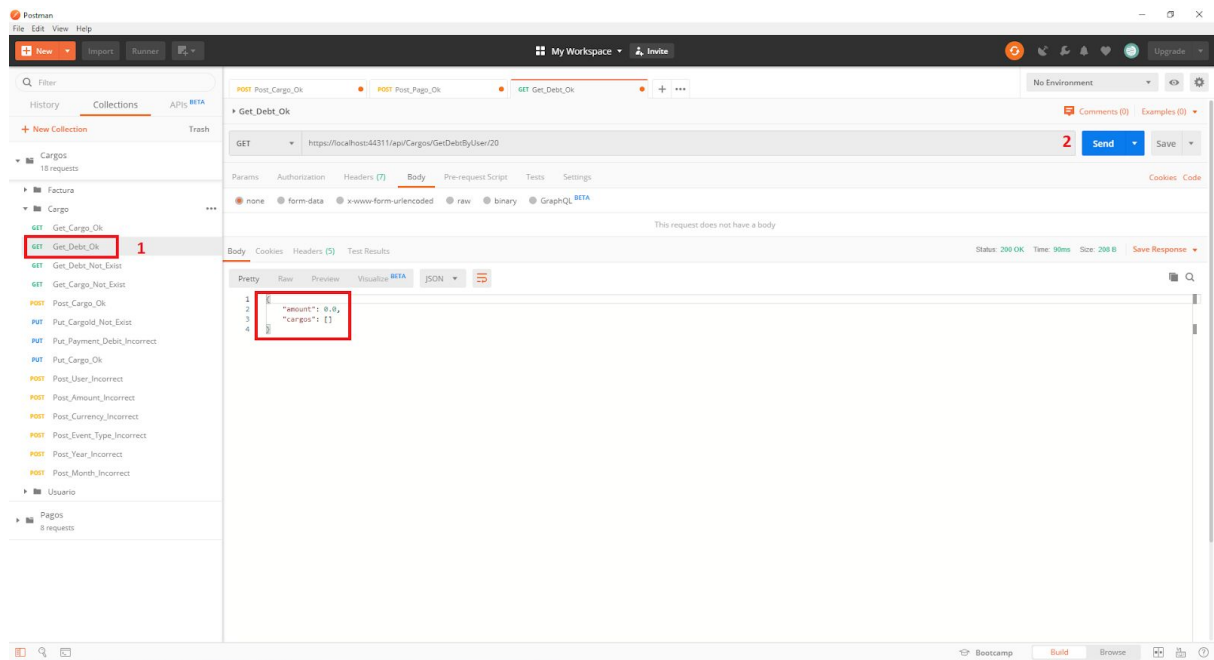 Postman
File Edit View Help
New Import Runner My Workspace Invite Upgrade
Filter
History Collections APIs BETA
+ New Collection Trash
Cargos
18 requests
Factura
Cargo
GET Get_Cargo_Ok
GET Get_Debt_Ok 1
GET Get_Debt_Not_Exist
GET Get_Cargo_Not_Exist
POST Post_Cargo_Ok
PUT Put_CargoId_Not_Exist
PUT Put_Payment_Debit_Incorrect
PUT Put_Cargo_Ok
POST Post_User_Incorrect
POST Post_Amount_Incorrect
POST Post_Currency_Incorrect
POST Post_Event_Type_Incorrect
POST Post_Year_Incorrect
POST Post_Month_Incorrect
Usuario
Pagos
8 requests
POST Post_Cargo_Ok POST Post_Pago_Ok GET Get_Debt_Ok + ••• No Environment
Get_Debt_Ok Comments (0) Examples (0)
GET https://localhost:44311/api/Cargos/GetDebtByUser/20 2 Send Save
Params Authorization Headers (7) Body Pre-request Script Tests Settings Cookies Code
none form-data x-www-form-urlencoded raw binary GraphQL BETA
This request does not have a body
Body Cookies Headers (5) Test Results Status: 200 OK Time: 90ms Size: 208 B Save Response
Pretty Raw Preview Visualize BETA JSON
1 {
2 "amount": 0.0,
3 "cargos": []
4 }
Bootcamp Build Browse